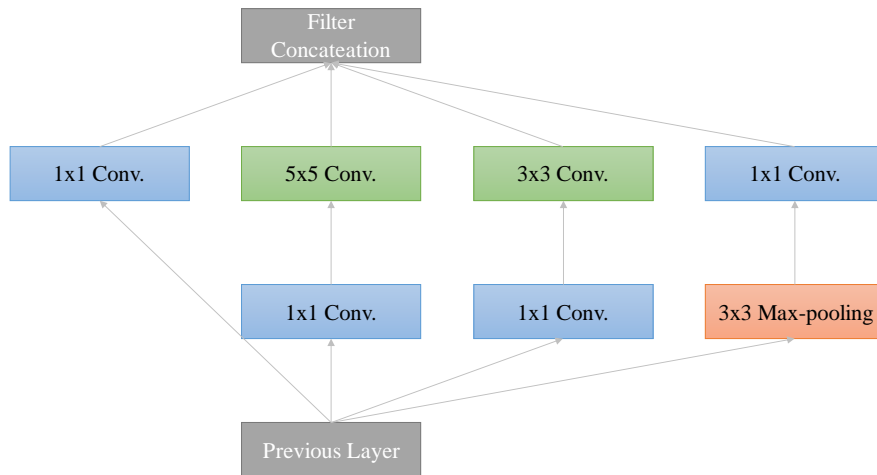 Filter
Concateation
1x1 Conv.
5x5 Conv.
3x3 Conv.
1x1 Conv.
1x1 Conv.
1x1 Conv.
3x3 Max-pooling
Previous Layer